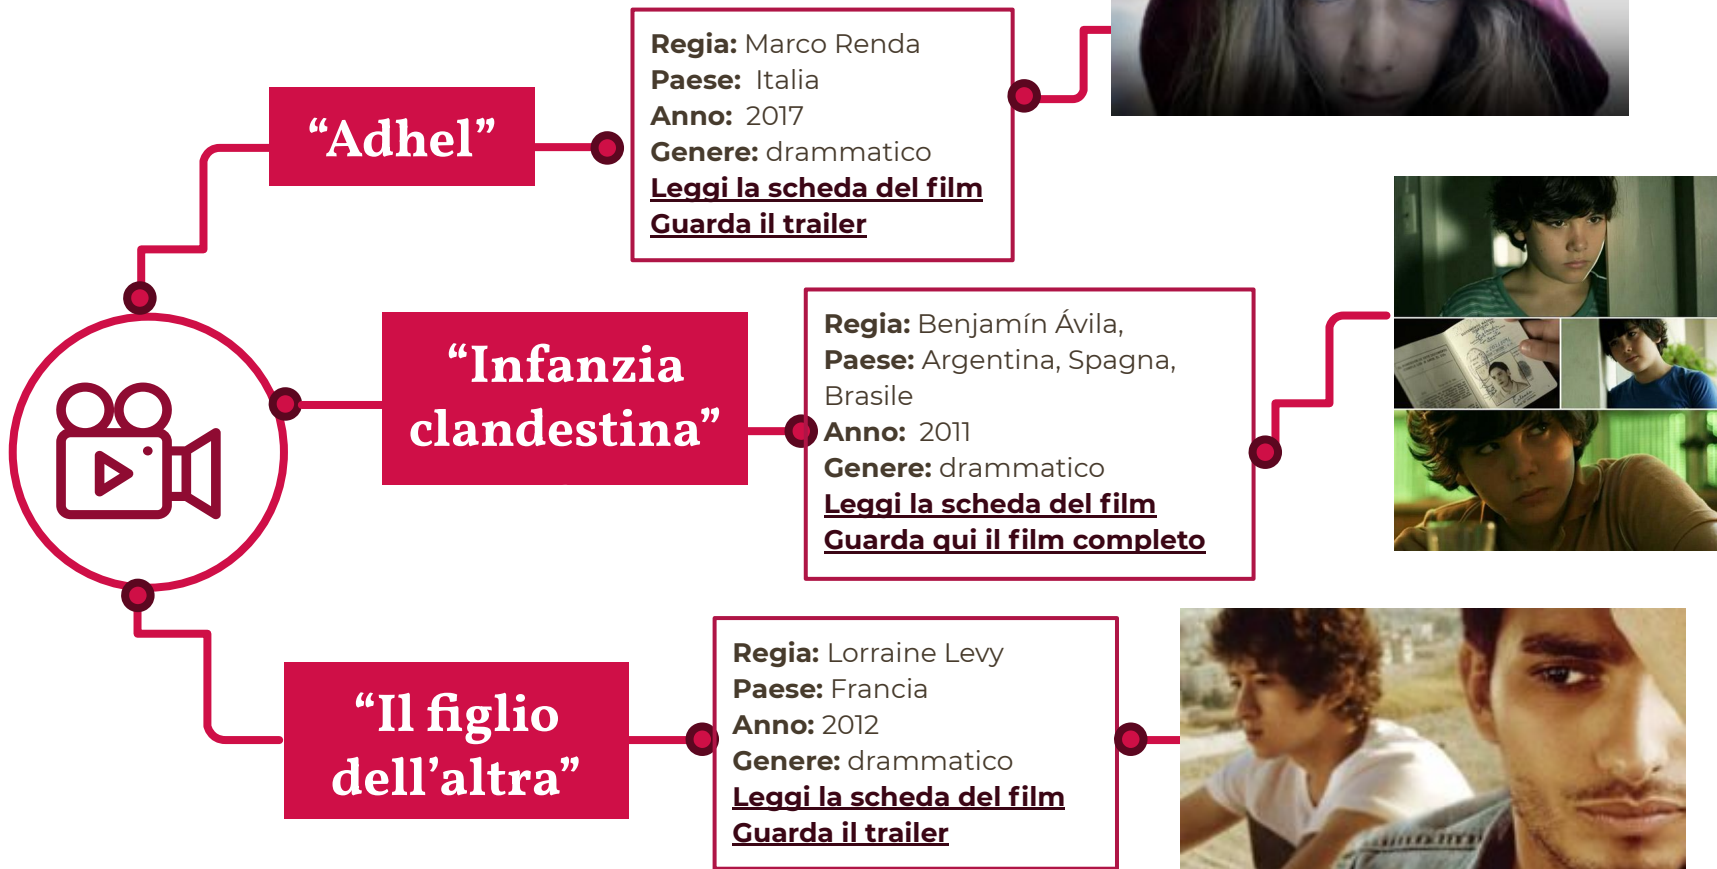 “Adhel”
Regia: Marco Renda
Paese: Italia
Anno: 2017
Genere: drammatico
Leggi la scheda del film
Guarda il trailer
“Infanzia
clandestina”
Regia: Benjamín Ávila,
Paese: Argentina, Spagna,
Brasile
Anno: 2011
Genere: drammatico
Leggi la scheda del film
Guarda qui il film completo
“Il figlio
dell’altra”
Regia: Lorraine Levy
Paese: Francia
Anno: 2012
Genere: drammatico
Leggi la scheda del film
Guarda il trailer